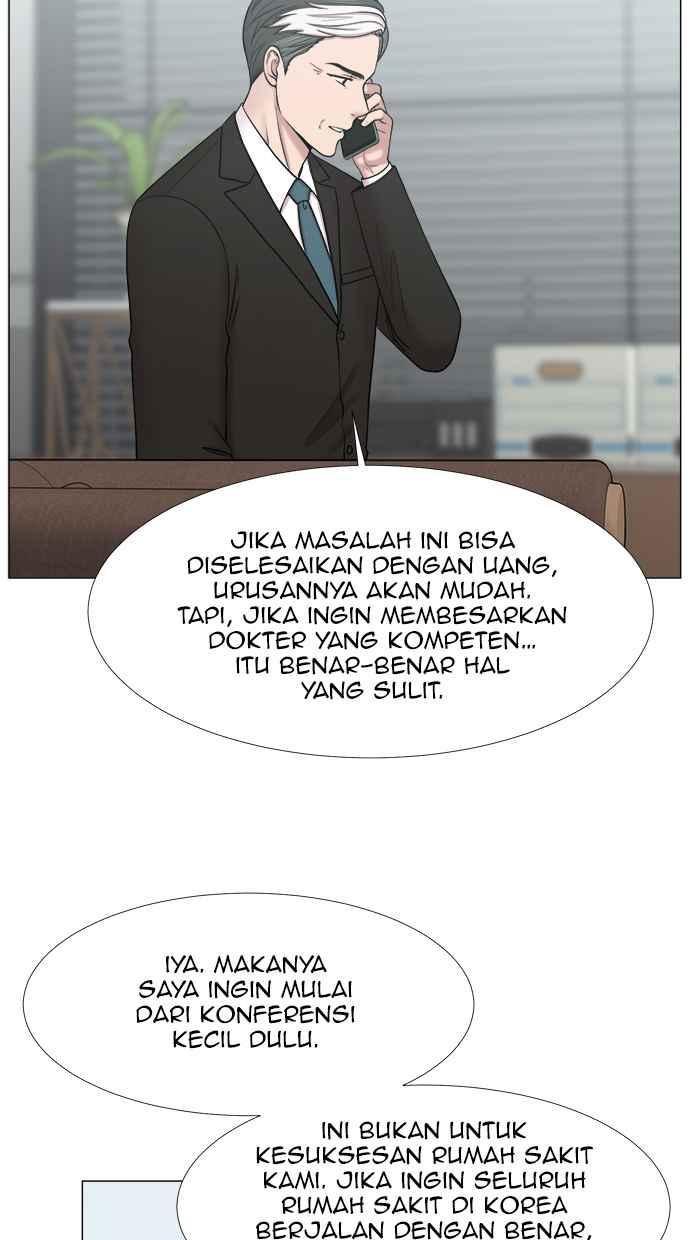 JIKA MASALAH INI BISA
DISELESAIKAN DENGAN UANG,
URUSANNYA AKAN MUDAH.
TAPI, JIKA INGIN MEMBESARKAN
DOKTER YANG KOMPETEN...
ITU BENAR-BENAR HAL
YANG SULIT.
IYA. MAKANYA
SAYA INGIN MULAI
DARI KONFERENSI
KECIL DULU.
INI BUKAN UNTUK
KESUKSESAN RUMAH SAKIT
KAMI. JIKA INGIN SELURUH
RUMAH SAKIT DI KOREA
BERJALAN DENGAN BENAR,